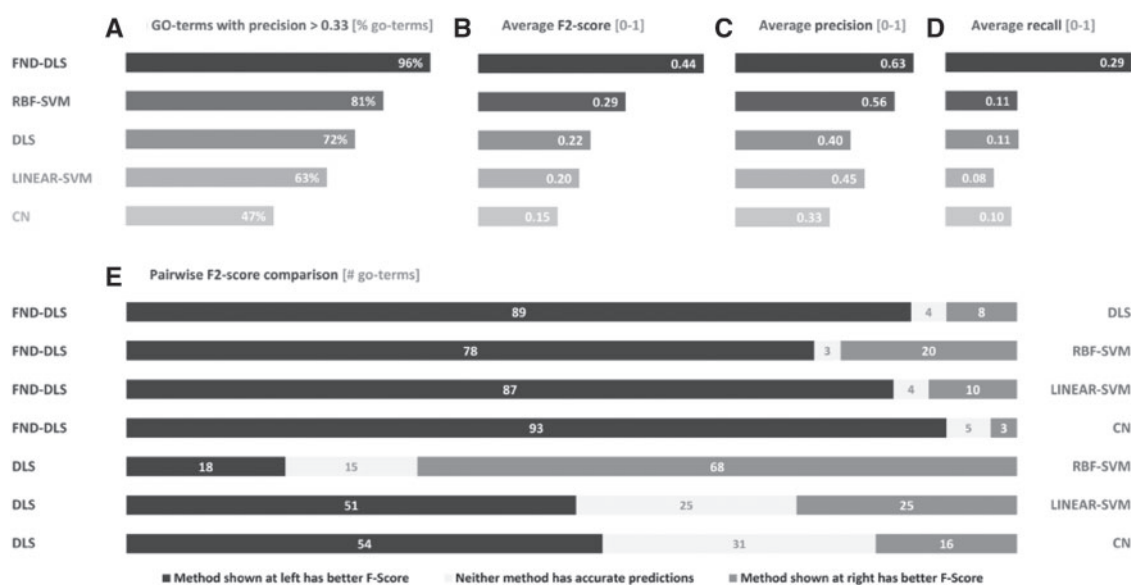 A GO-terms with precision > 0.33 [% go-terms] B Average F2-score [0-1] C Average precision [0-1] D Average recall [0-1]
FND-DLS 96% 0.44 0.63 0.29
RBF-SVM 81% 0.29 0.56 0.11
DLS 72% 0.22 0.40 0.11
LINEAR-SVM 63% 0.20 0.45 0.08
CN 47% 0.15 0.33 0.10
E Pairwise F2-score comparison [# go-terms]
FND-DLS 89 4 8 DLS
FND-DLS 78 3 20 RBF-SVM
FND-DLS 87 4 10 LINEAR-SVM
FND-DLS 93 5 3 CN
DLS 18 15 68 RBF-SVM
DLS 51 25 25 LINEAR-SVM
DLS 54 31 16 CN
Method shown at left has better F-Score Neither method has accurate predictions Method shown at right has better F-Score